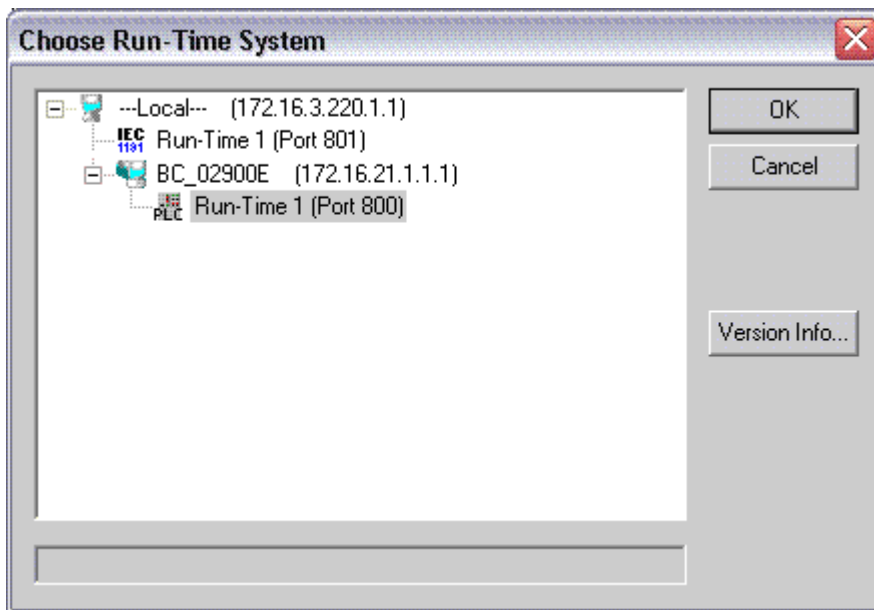 Choose Run-Time System
---Local--- (172.16.3.220.1.1)
IEC
1131
Run-Time 1 (Port 801)
BC_02900E (172.16.21.1.1.1)
PLC
Run-Time 1 (Port 800)
OK
Cancel
Version Info...